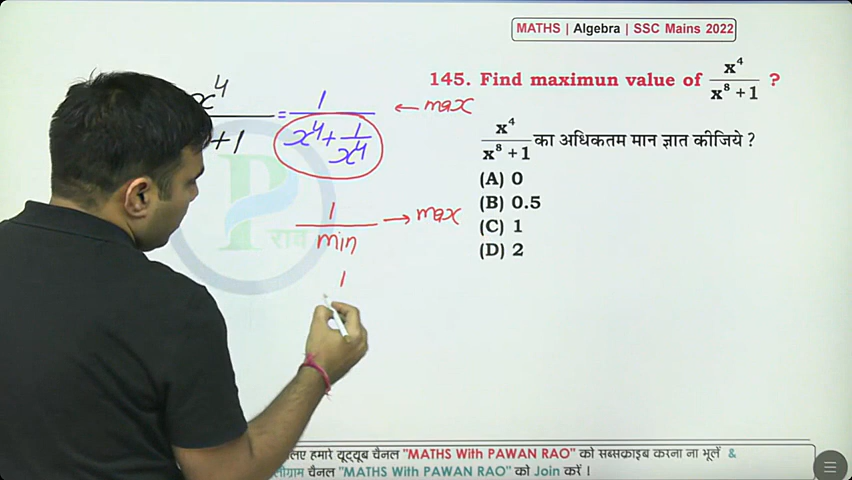 MATHS | Algebra | SSC Mains 2022
145. Find maximun value of x⁴/(x⁸ + 1) ?
x⁴/(x⁸ + 1) का अधिकतम मान ज्ञात कीजिये ?
(A) 0
(B) 0.5
(C) 1
(D) 2
x⁴/ + 1 = 1/(x⁴ + 1/x⁴) ← max
1/min → max
1
P
राव
लिए हमारे यूट्यूब चैनल "MATHS With PAWAN RAO" को सब्सक्राइब करना ना भूलें &
चैनल "MATHS With PAWAN RAO" को Join करें !